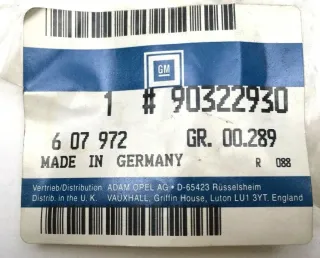 GM
1 # 90322930
6 07 972 GR. 00.289
MADE IN GERMANY R 088
Vertrieb/Distribution ADAM OPEL AG • D-65423 Rüsselsheim
Distrib. in the U. K. VAUXHALL, Griffin House, Luton LU1 3YT. England